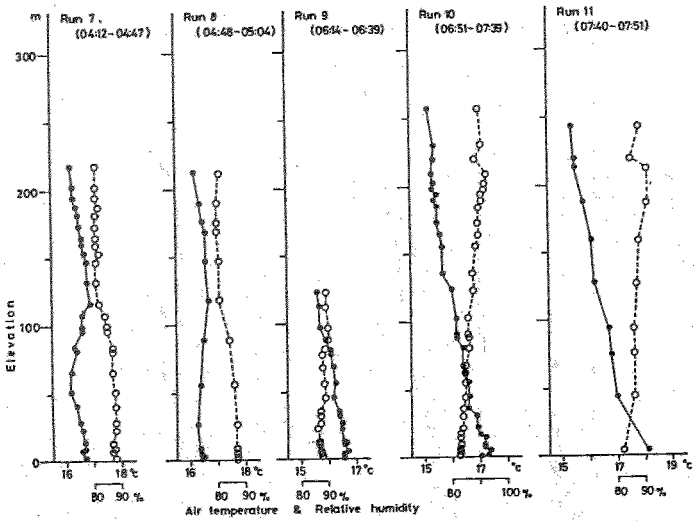 m Run 7. Run 8 Run 9 Run 10 Run 11
(04:12-04:47) (04:48-05:04) (06:14-06:39) (06:51-07:39) (07:40-07:51)
300
200
100
0
Elevation
16 18°C 16 18°C 15 17°C 15 17 °C 15 17 19°C
80 90 % 80 90 % 80 90 % 80 100 % 80 90 %
Air temperature & Relative humidity